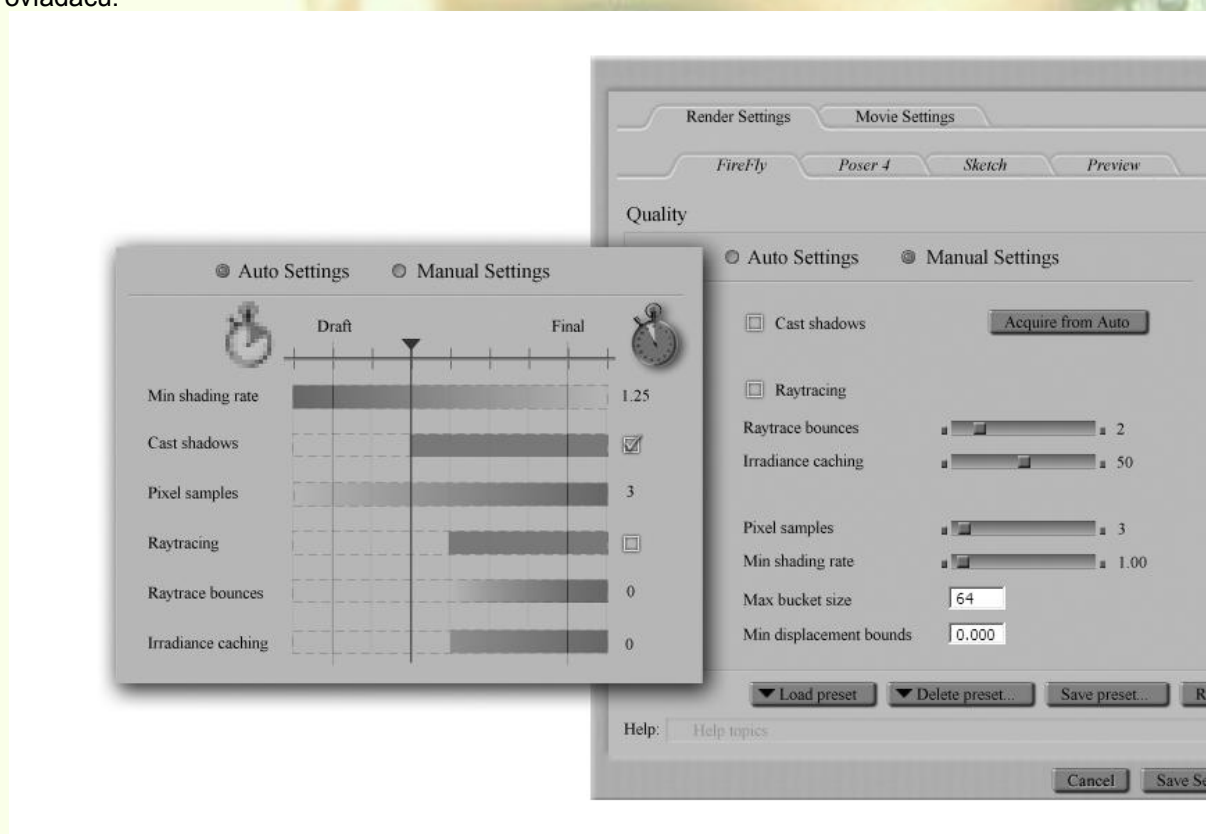 ovladačů.
Render Settings Movie Settings
FireFly Poser 4 Sketch Preview
Quality
Auto Settings Manual Settings
Cast shadows Acquire from Auto
Raytracing
Raytrace bounces 2
Irradiance caching 50
Pixel samples 3
Min shading rate 1.00
Max bucket size 64
Min displacement bounds 0.000
Load preset Delete preset... Save preset...
Help: Help topics
Cancel Save
Auto Settings Manual Settings
Draft Final
Min shading rate 1.25
Cast shadows
Pixel samples 3
Raytracing
Raytrace bounces 0
Irradiance caching 0